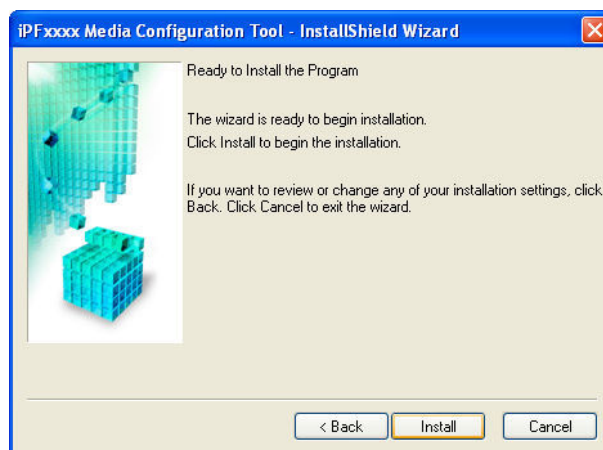 iPFxxxx Media Configuration Tool - InstallShield Wizard
Ready to Install the Program
The wizard is ready to begin installation.
Click Install to begin the installation.
If you want to review or change any of your installation settings, click
Back. Click Cancel to exit the wizard.
< Back
Install
Cancel